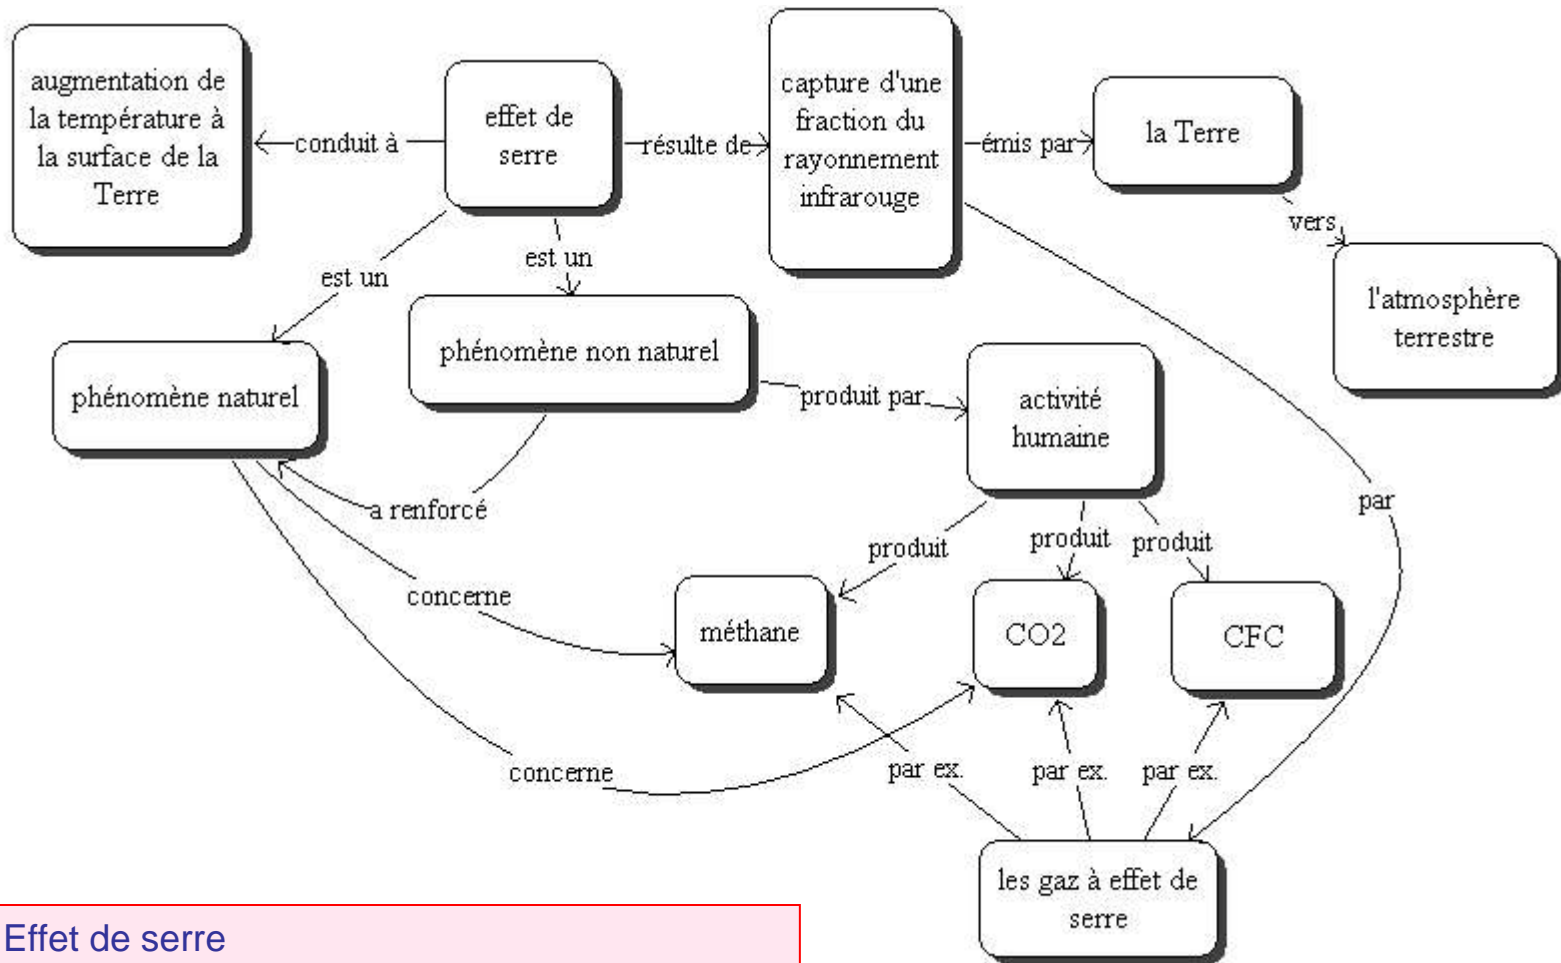 augmentation de
la température à
la surface de la
Terre
conduit à
effet de
serre
résulte de
capture d'une
fraction du
rayonnement
infrarouge
émis par
la Terre
vers
l'atmosphère
terrestre
est un
est un
phénomène naturel
phénomène non naturel
produit par
activité
humaine
a renforcé
par
produit
produit
produit
concerne
méthane
CO2
CFC
concerne
par ex.
par ex.
par ex.
les gaz à effet de
serre
Effet de serre